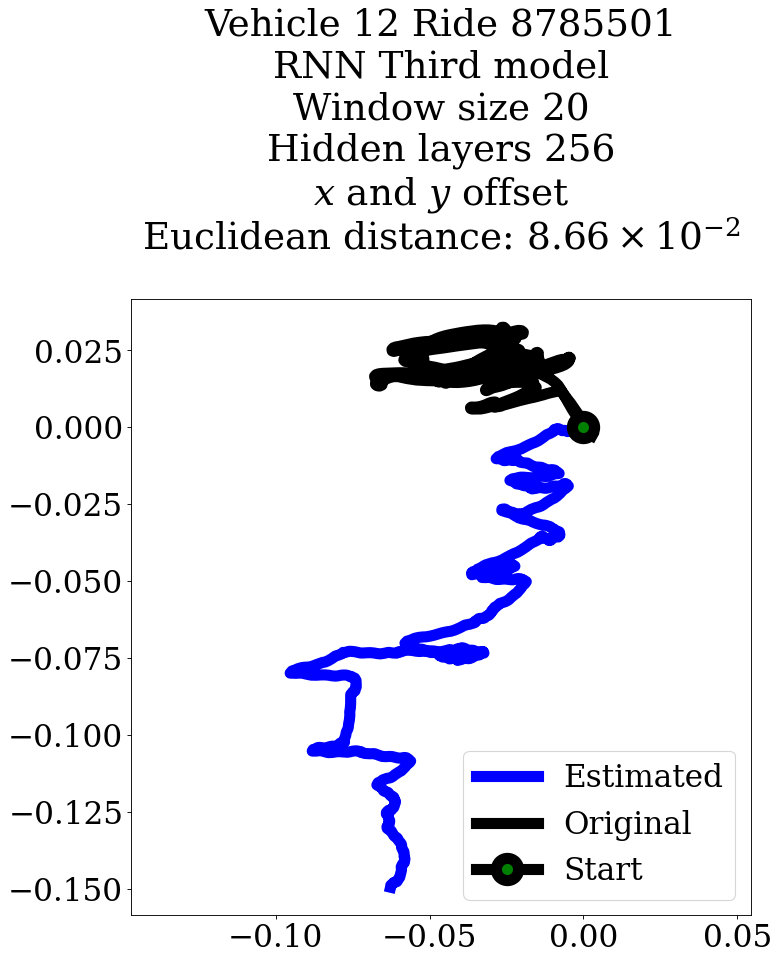 Vehicle 12 Ride 8785501
RNN Third model
Window size 20
Hidden layers 256
x and y offset
Euclidean distance: 8.66 × 10⁻²
0.025
0.000
−0.025
−0.050
−0.075
−0.100
−0.125
−0.150
Estimated
Original
Start
−0.10
−0.05
0.00
0.05